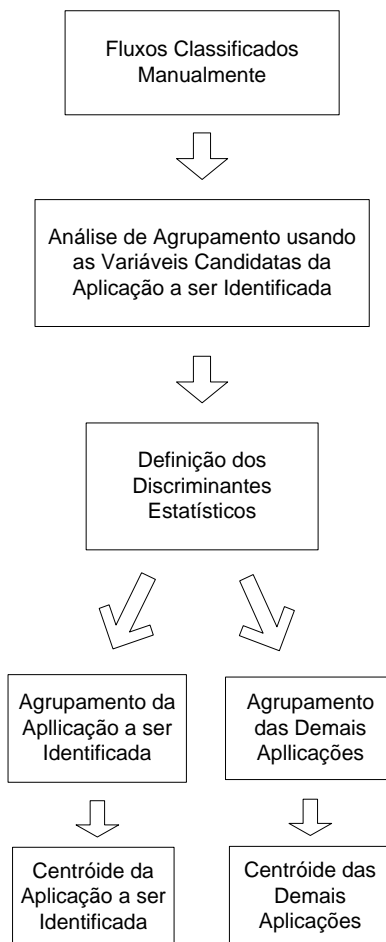 Fluxos Classificados
Manualmente
Análise de Agrupamento usando
as Variáveis Candidatas da
Aplicação a ser Identificada
Definição dos
Discriminantes
Estatísticos
Agrupamento da
Apllicação a ser
Identificada
Agrupamento
das Demais
Apllicações
Centróide da
Aplicação a ser
Identificada
Centróide das
Demais
Aplicações